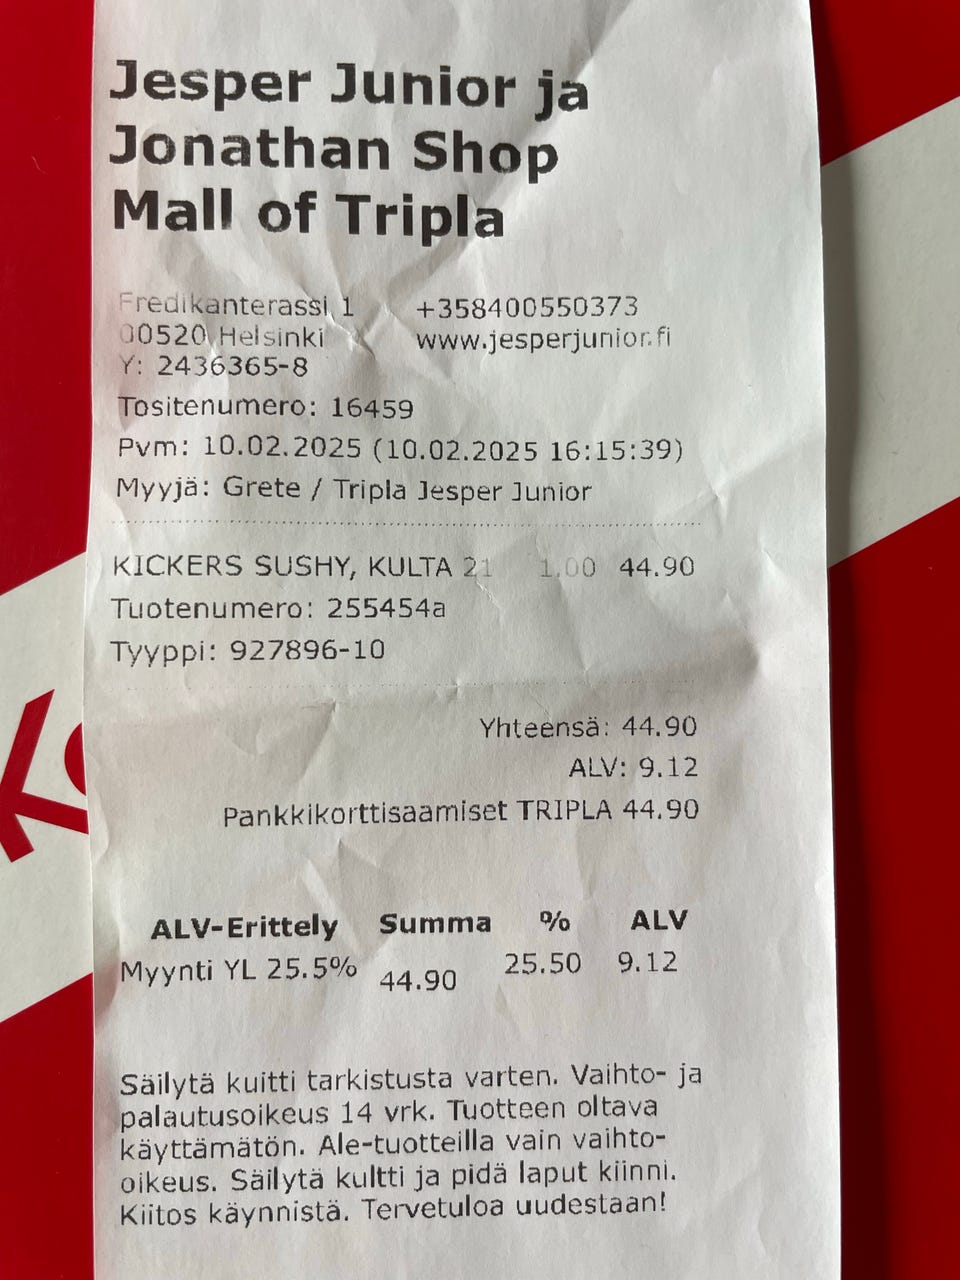 Jesper Junior ja
Jonathan Shop
Mall of Tripla
Fredikanterassi 1 +358400550373
00520 Helsinki www.jesperjunior.fi
Y: 2436365-8
Tositenumero: 16459
Pvm: 10.02.2025 (10.02.2025 16:15:39)
Myyjä: Grete / Tripla Jesper Junior
KICKERS SUSHY, KULTA 21 1.00 44.90
Tuotenumero: 255454a
Tyyppi: 927896-10
Yhteensä: 44.90
ALV: 9.12
Pankkikorttisaamiset TRIPLA 44.90
ALV-Erittely Summa % ALV
Myynti YL 25.5% 44.90 25.50 9.12
Säilytä kuitti tarkistusta varten. Vaihto- ja
palautusoikeus 14 vrk. Tuotteen oltava
käyttämätön. Ale-tuotteilla vain vaihto-
oikeus. Säilytä kultti ja pidä laput kiinni.
Kiitos käynnistä. Tervetuloa uudestaan!